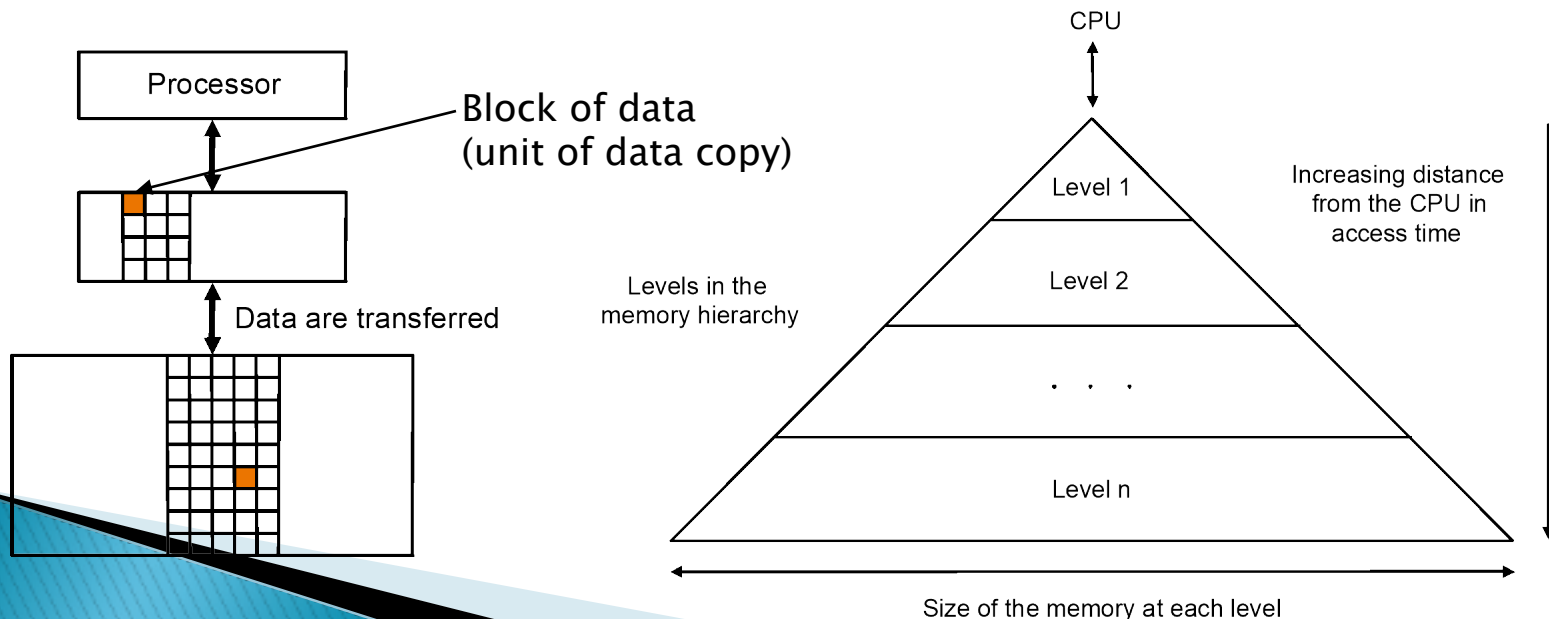 Processor
Block of data
(unit of data copy)
Data are transferred
CPU
Level 1
Increasing distance
from the CPU in
access time
Levels in the
memory hierarchy
Level 2
. . .
Level n
Size of the memory at each level